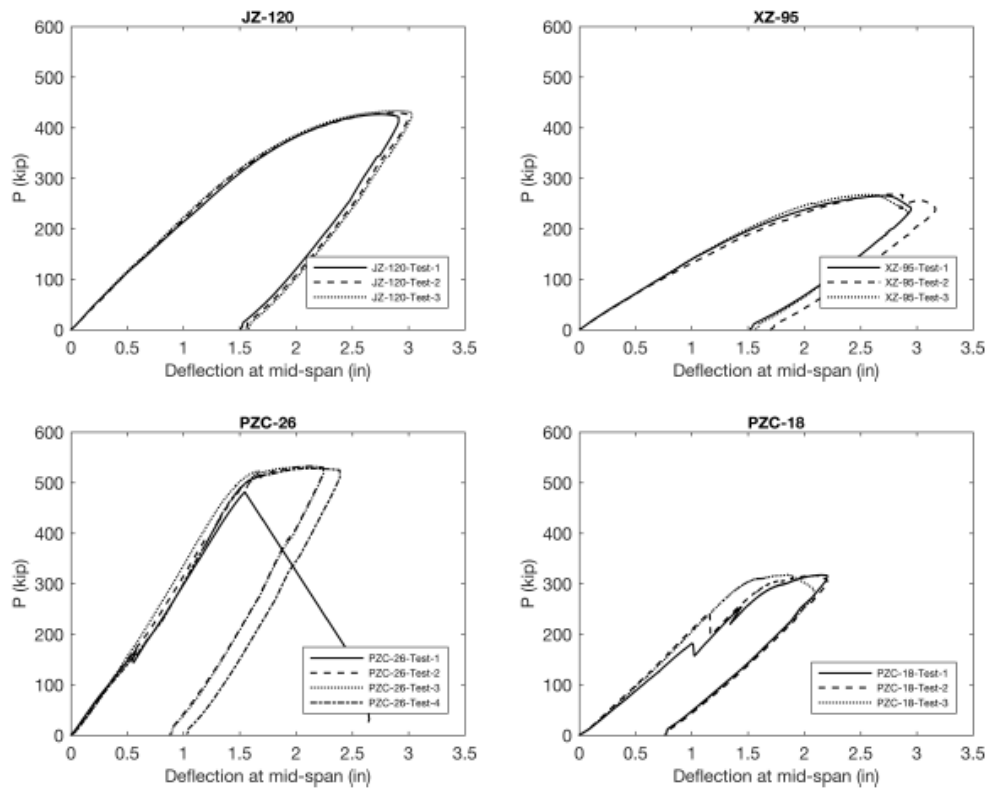 JZ-120
600
500
400
300
200
100
0
P (kip)
JZ-120-Test-1
JZ-120-Test-2
JZ-120-Test-3
0 0.5 1 1.5 2 2.5 3 3.5
Deflection at mid-span (in)
XZ-95
600
500
400
300
200
100
0
P (kip)
XZ-95-Test-1
XZ-95-Test-2
XZ-95-Test-3
0 0.5 1 1.5 2 2.5 3 3.5
Deflection at mid-span (in)
PZC-26
600
500
400
300
200
100
0
P (kip)
PZC-26-Test-1
PZC-26-Test-2
PZC-26-Test-3
PZC-26-Test-4
0 0.5 1 1.5 2 2.5 3 3.5
Deflection at mid-span (in)
PZC-18
600
500
400
300
200
100
0
P (kip)
PZC-18-Test-1
PZC-18-Test-2
PZC-18-Test-3
0 0.5 1 1.5 2 2.5 3 3.5
Deflection at mid-span (in)